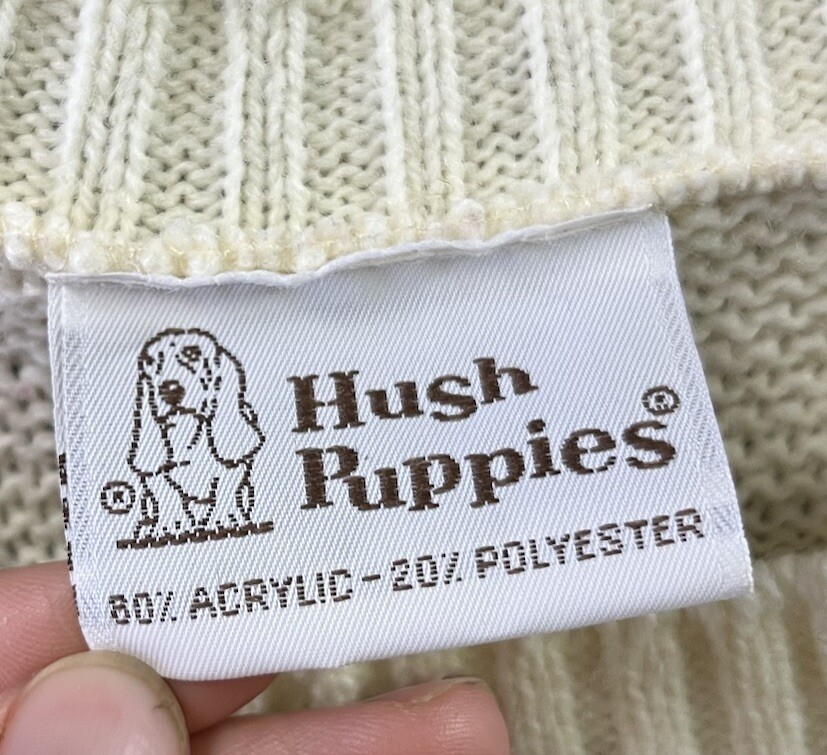 Hush
Puppies®
®
80% ACRYLIC - 20% POLYESTER